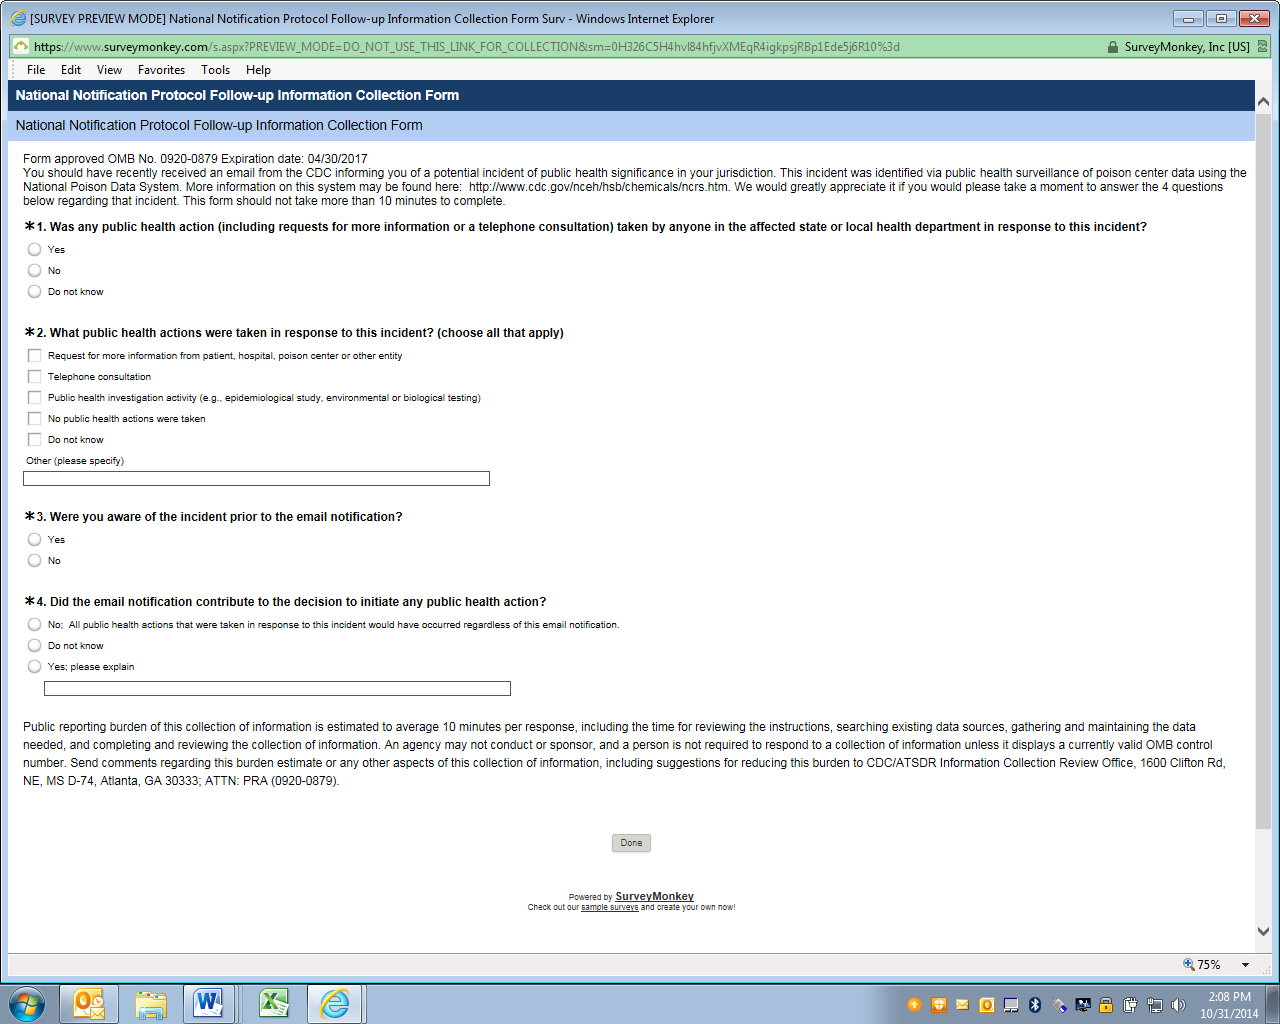 [SURVEY PREVIEW MODE] National Notification Protocol Follow-up Information Collection Form Surv - Windows Internet Explorer
https://www.surveymonkey.com/s.aspx?PREVIEW_MODE=DO_NOT_USE_THIS_LINK_FOR_COLLECTION&sm=0H326C5H4hvl84hfjvXMEqR4igkpsjRBp1Ede5j6R10%3d
SurveyMonkey, Inc [US]
File Edit View Favorites Tools Help
National Notification Protocol Follow-up Information Collection Form
National Notification Protocol Follow-up Information Collection Form
Form approved OMB No. 0920-0879 Expiration date: 04/30/2017
You should have recently received an email from the CDC informing you of a potential incident of public health significance in your jurisdiction. This incident was identified via public health surveillance of poison center data using the
National Poison Data System. More information on this system may be found here: http://www.cdc.gov/nceh/hsb/chemicals/ncrs.htm. We would greatly appreciate it if you would please take a moment to answer the 4 questions
below regarding that incident. This form should not take more than 10 minutes to complete.
*1. Was any public health action (including requests for more information or a telephone consultation) taken by anyone in the affected state or local health department in response to this incident?
Yes
No
Do not know
*2. What public health actions were taken in response to this incident? (choose all that apply)
Request for more information from patient, hospital, poison center or other entity
Telephone consultation
Public health investigation activity (e.g., epidemiological study, environmental or biological testing)
No public health actions were taken
Do not know
Other (please specify)
*3. Were you aware of the incident prior to the email notification?
Yes
No
*4. Did the email notification contribute to the decision to initiate any public health action?
No; All public health actions that were taken in response to this incident would have occurred regardless of this email notification.
Do not know
Yes; please explain
Public reporting burden of this collection of information is estimated to average 10 minutes per response, including the time for reviewing the instructions, searching existing data sources, gathering and maintaining the data
needed, and completing and reviewing the collection of information. An agency may not conduct or sponsor, and a person is not required to respond to a collection of information unless it displays a currently valid OMB control
number. Send comments regarding this burden estimate or any other aspects of this collection of information, including suggestions for reducing this burden to CDC/ATSDR Information Collection Review Office, 1600 Clifton Rd,
NE, MS D-74, Atlanta, GA 30333; ATTN: PRA (0920-0879).
Done
Powered by SurveyMonkey
Check out our sample surveys and create your own now!
75%
2:08 PM
10/31/2014